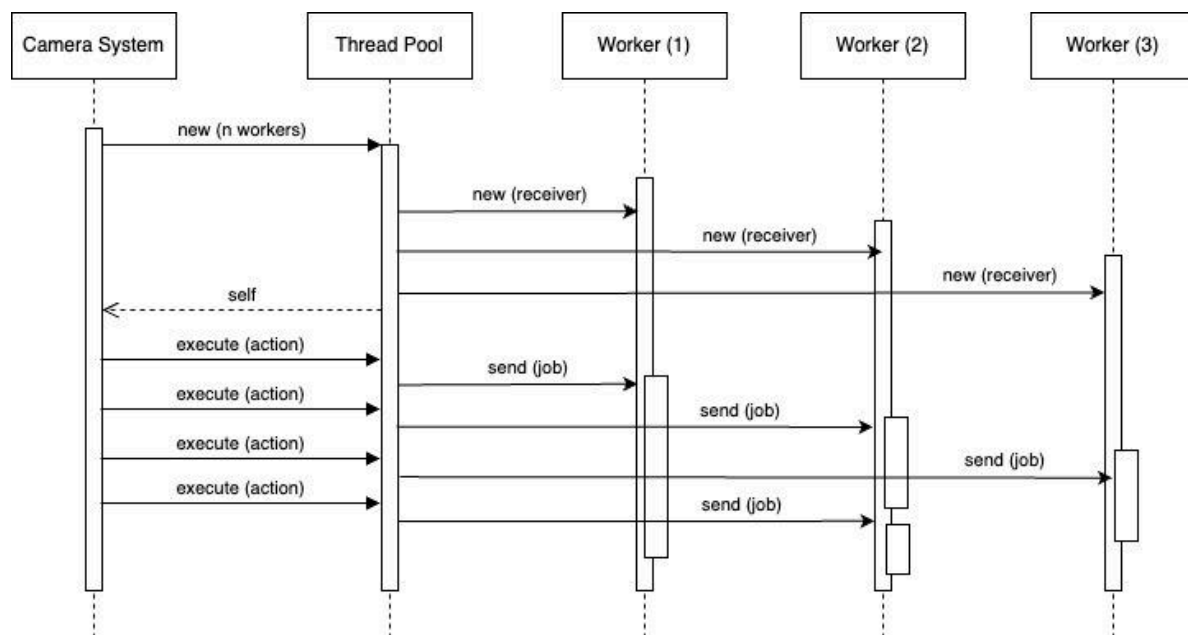 Camera System
Thread Pool
Worker (1)
Worker (2)
Worker (3)
new (n workers)
new (receiver)
new (receiver)
new (receiver)
self
execute (action)
send (job)
execute (action)
send (job)
execute (action)
send (job)
execute (action)
send (job)